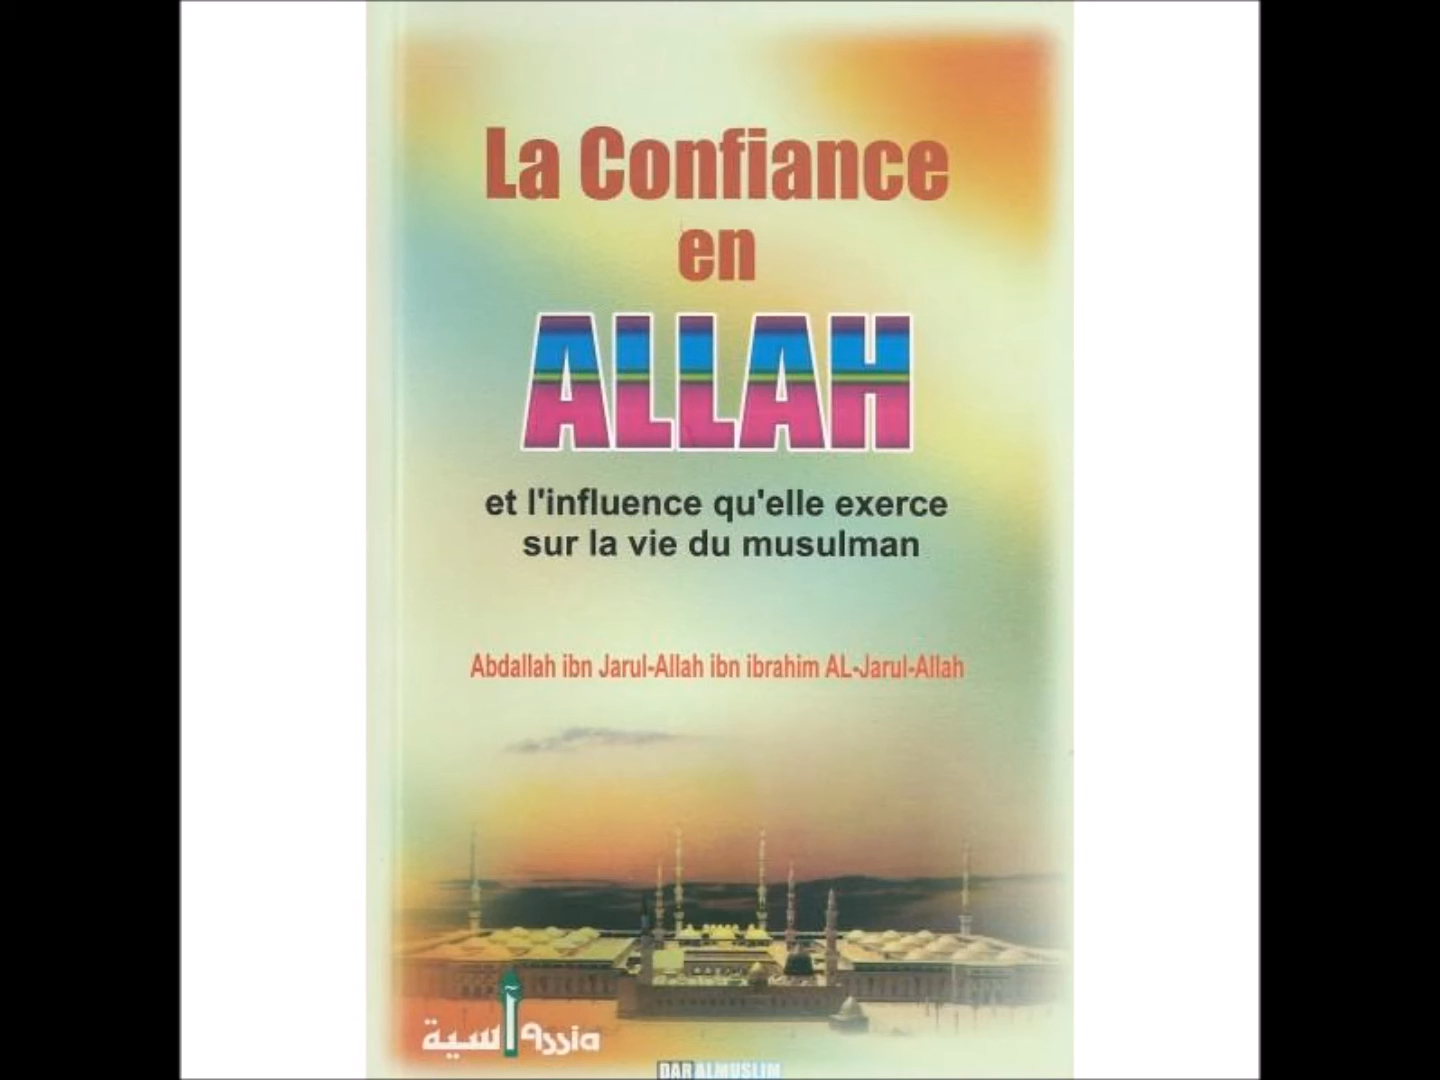 La Confiance
en
ALLAH
et l'influence qu'elle exerce
sur la vie du musulman
Abdallah ibn Jarul-Allah ibn ibrahim AL-Jarul-Allah
آسية assia
DAR ALMUSLIM